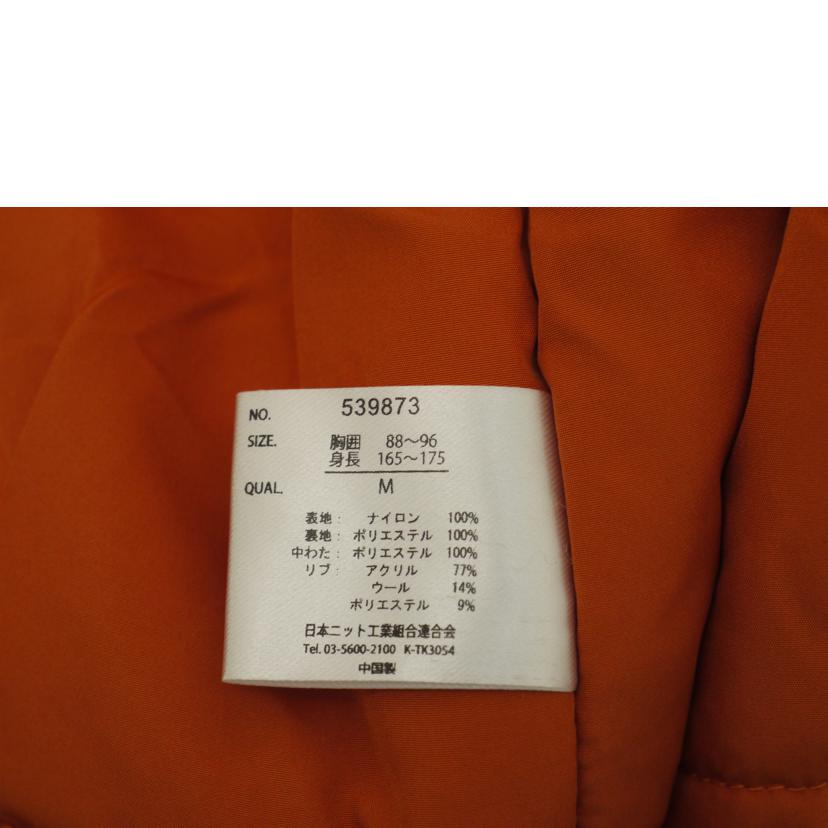 NO. 539873
SIZE. 胸囲 88～96
身長 165～175
QUAL. M
表地: ナイロン 100%
裏地: ポリエステル 100%
中わた: ポリエステル 100%
リブ: アクリル 77%
ウール 14%
ポリエステル 9%
日本ニット工業組合連合会
Tel. 03-5600-2100 K-TK3054
中国製